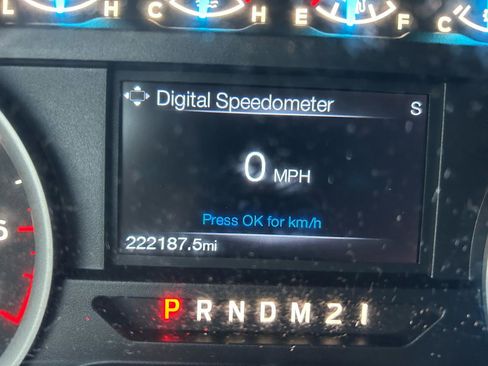 L H C H E F C
Digital Speedometer S
0 MPH
Press OK for km/h
222187.5mi
P R N D M 2 1